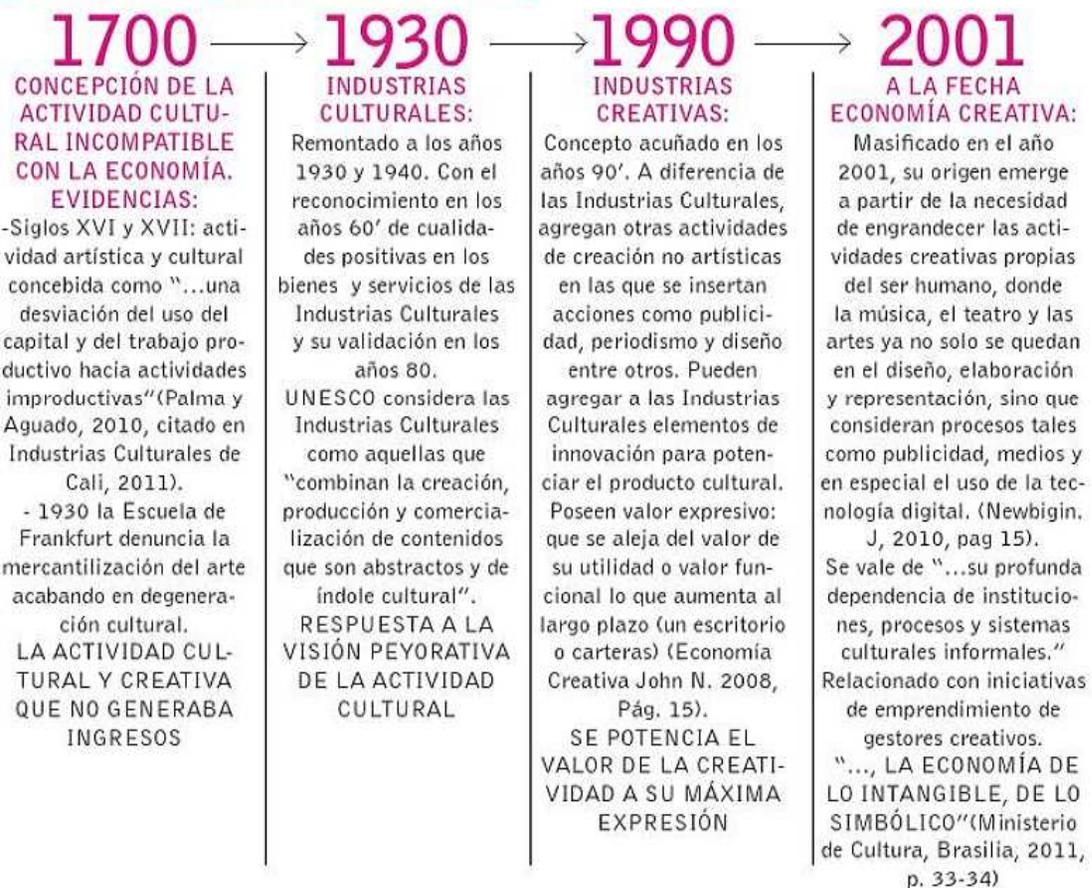 1700
CONCEPCIÓN DE LA
ACTIVIDAD CULTU-
RAL INCOMPATIBLE
CON LA ECONOMÍA.
EVIDENCIAS:
-Siglos XVI y XVII: acti-
vidad artística y cultural
concebida como “...una
desviación del uso del
capital y del trabajo pro-
ductivo hacia actividades
improductivas”(Palma y
Aguado, 2010, citado en
Industrias Culturales de
Cali, 2011).
- 1930 la Escuela de
Frankfurt denuncia la
mercantilización del arte
acabando en degenera-
ción cultural.
LA ACTIVIDAD CUL-
TURAL Y CREATIVA
QUE NO GENERABA
INGRESOS
1930
INDUSTRIAS
CULTURALES:
Remontado a los años
1930 y 1940. Con el
reconocimiento en los
años 60’ de cualida-
des positivas en los
bienes y servicios de las
Industrias Culturales
y su validación en los
años 80.
UNESCO considera las
Industrias Culturales
como aquellas que
“combinan la creación,
producción y comercia-
lización de contenidos
que son abstractos y de
índole cultural”.
RESPUESTA A LA
VISIÓN PEYORATIVA
DE LA ACTIVIDAD
CULTURAL
1990
INDUSTRIAS
CREATIVAS:
Concepto acuñado en los
años 90’. A diferencia de
las Industrias Culturales,
agregan otras actividades
de creación no artísticas
en las que se insertan
acciones como publici-
dad, periodismo y diseño
entre otros. Pueden
agregar a las Industrias
Culturales elementos de
innovación para poten-
ciar el producto cultural.
Poseen valor expresivo:
que se aleja del valor de
su utilidad o valor fun-
cional lo que aumenta al
largo plazo (un escritorio
o carteras) (Economía
Creativa John N. 2008,
Pág. 15).
SE POTENCIA EL
VALOR DE LA CREATI-
VIDAD A SU MÁXIMA
EXPRESIÓN
2001
A LA FECHA
ECONOMÍA CREATIVA:
Masificado en el año
2001, su origen emerge
a partir de la necesidad
de engrandecer las acti-
vidades creativas propias
del ser humano, donde
la música, el teatro y las
artes ya no solo se quedan
en el diseño, elaboración
y representación, sino que
consideran procesos tales
como publicidad, medios y
en especial el uso de la tec-
nología digital. (Newbigin.
J, 2010, pag 15).
Se vale de “...su profunda
dependencia de institucio-
nes, procesos y sistemas
culturales informales.”
Relacionado con iniciativas
de emprendimiento de
gestores creativos.
“..., LA ECONOMÍA DE
LO INTANGIBLE, DE LO
SIMBÓLICO”(Ministerio
de Cultura, Brasilia, 2011,
p. 33-34)